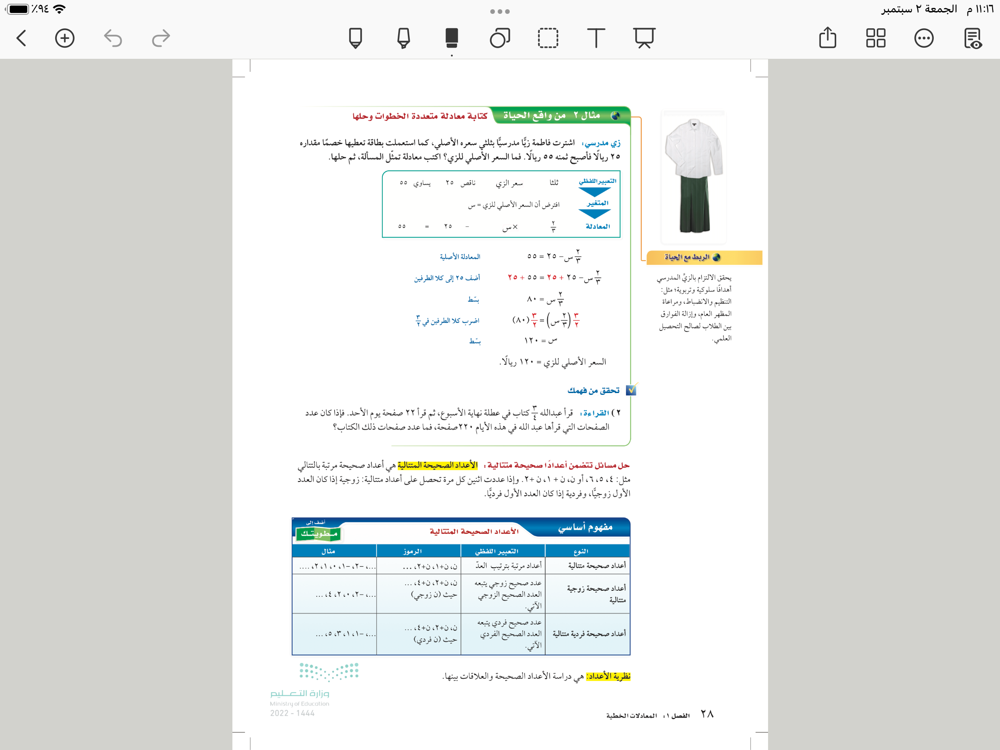 ١١:١٦ م الجمعة ٢ سبتمبر
٪٩٤
مثال ٢ من واقع الحياة
كتابة معادلة متعددة الخطوات وحلها
زي مدرسي: اشترت فاطمة زيًّا مدرسيًّا بثلثي سعره الأصلي، كما استعملت بطاقة تعطيها خصمًا مقداره
٢٥ ريالًا فأصبح ثمنه ٥٥ ريالًا. فما السعر الأصلي للزي؟ اكتب معادلة تمثّل المسألة، ثم حلها.
التعبير اللفظي ثلثا سعر الزي ناقص ٢٥ يساوي ٥٥
المتغير افترض أن السعر الأصلي للزي = س
المعادلة ٢/٣ × س − ٢٥ = ٥٥
٢/٣ س − ٢٥ = ٥٥ المعادلة الأصلية
٢/٣ س − ٢٥ + ٢٥ = ٥٥ + ٢٥ أضف ٢٥ إلى كلا الطرفين
٢/٣ س = ٨٠ بسّط
٣/٢ (٢/٣ س) = ٣/٢ (٨٠) اضرب كلا الطرفين في ٣/٢
س = ١٢٠ بسّط
السعر الأصلي للزي = ١٢٠ ريالًا.
الربط مع الحياة
يحقق الالتزام بالزيِّ المدرسي
أهدافًا سلوكية وتربوية؛ مثل:
التنظيم والانضباط، ومراعاة
المظهر العام، وإزالة الفوارق
بين الطلاب لصالح التحصيل
العلمي.
تحقق من فهمك
٢) القراءة: قرأ عبدالله ٣/٤ كتاب في عطلة نهاية الأسبوع، ثم قرأ ٢٢ صفحة يوم الأحد. فإذا كان عدد
الصفحات التي قرأها عبد الله في هذه الأيام ٢٢٠صفحة، فما عدد صفحات ذلك الكتاب؟
حل مسائل تتضمن أعدادًا صحيحة متتالية: الأعداد الصحيحة المتتالية هي أعداد صحيحة مرتبة بالتتالي
مثل: ٤، ٥، ٦، أو ن، ن + ١، ن +٢. وإذا عددت اثنين كل مرة تحصل على أعداد متتالية: زوجية إذا كان العدد
الأول زوجيًّا، وفردية إذا كان العدد الأول فرديًّا.
مفهوم أساسي
الأعداد الصحيحة المتتالية
أضف إلى
مطويتك
النوع التعبير اللفظي الرموز مثال
أعداد صحيحة متتالية أعداد مرتبة بترتيب العدّ ن، ن+١، ن+٢، ... ...، −٢، −١، ٠، ١، ٢، ....
أعداد صحيحة زوجية
متتالية
عدد صحيح زوجي يتبعه
العدد الصحيح الزوجي
الآتي.
ن، ن+٢، ن+٤، ...
حيث (ن زوجي)
...، −٢، ٠، ٢، ٤، ...
أعداد صحيحة فردية متتالية
عدد صحيح فردي يتبعه
العدد الصحيح الفردي
الآتي.
ن، ن+٢، ن+٤، ...
حيث (ن فردي)
...، −١، ١، ٣، ٥، ...
نظرية الأعداد: هي دراسة الأعداد الصحيحة والعلاقات بينها.
وزارة التعليم
Ministry of Education
2022 - 1444
٢٨ الفصل ١: المعادلات الخطية